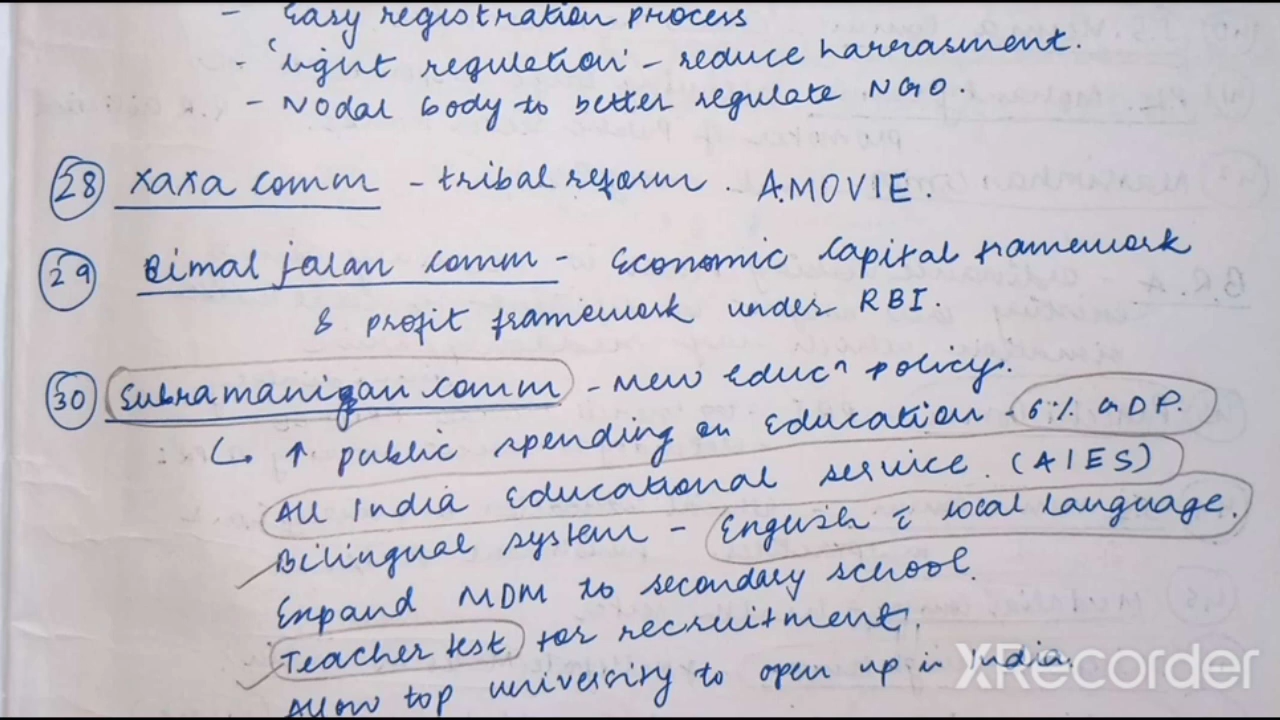 - Easy registration process
- light regulation - reduce harrasment.
- Nodal body to better regulate NGO.
28 Xaxa comm - tribal reform. A.MOVIE.
29 Bimal Jalan comm - Economic capital framework
& profit framework under RBI.
30 Subramanian comm - New Educn policy.
↳ ↑ public spending on Education 6% GDP.
All India Educational service. (AIES)
Bilingual system - English & local language.
Expand MDM to secondary school.
Teacher test for recruitment.
Allow top university to open up in India.
XRecorder